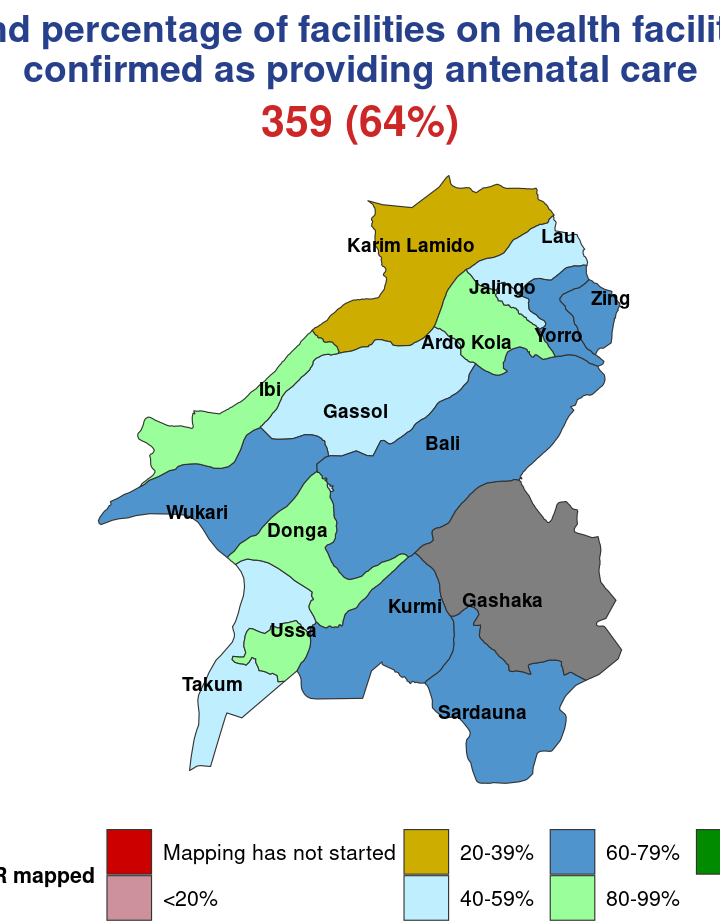 percentage of facilities on health
confirmed as providing antenatal care
359 (64%)
Karim Lamido
Lau
Jalingo
Zing
Yorro
Ardo Kola
Ibi
Gassol
Bali
Wukari
Donga
Gashaka
Kurmi
Ussa
Takum
Sardauna
Mapping has not started
20-39%
60-79%
mapped
<20%
40-59%
80-99%